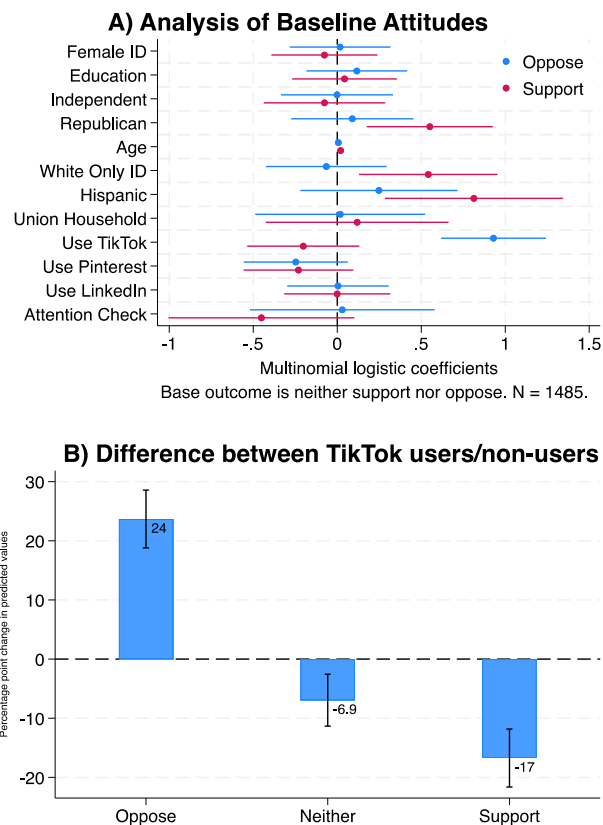 A) Analysis of Baseline Attitudes
Female ID
Education
Independent
Republican
Age
White Only ID
Hispanic
Union Household
Use TikTok
Use Pinterest
Use LinkedIn
Attention Check
Oppose
Support
-1 -.5 0 .5 1 1.5
Multinomial logistic coefficients
Base outcome is neither support nor oppose. N = 1485.
B) Difference between TikTok users/non-users
Percentage point change in predicted values
30
20
10
0
-10
-20
24
-6.9
-17
Oppose Neither Support